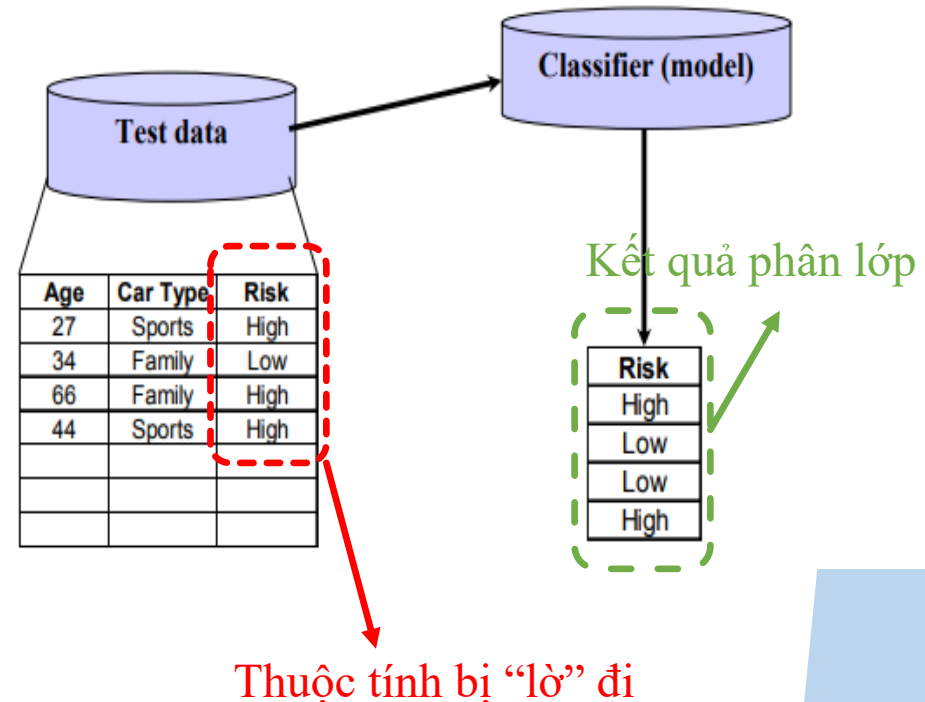 Classifier (model)
Test data
Kết quả phân lớp
Age Car Type Risk
27 Sports High
34 Family Low
66 Family High
44 Sports High
Risk
High
Low
Low
High
Thuộc tính bị “lờ” đi